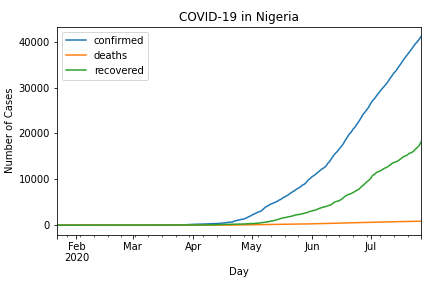 COVID-19 in Nigeria
confirmed
deaths
recovered
Number of Cases
40000
30000
20000
10000
0
Feb Mar Apr May Jun Jul
2020
Day